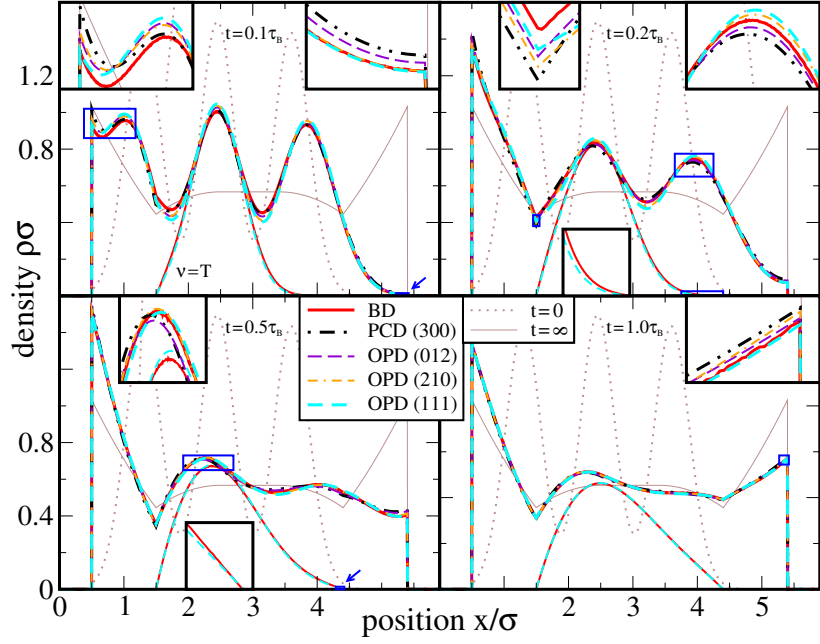 t=0.1τB
t=0.2τB
1.2
0.8
density ρσ
ν=T
t=0.5τB
BD
PCD (300)
OPD (012)
OPD (210)
OPD (111)
t=0
t=∞
t=1.0τB
0.8
0.4
0
0 1 2 3 4 2 3 4 5 6
position x/σ